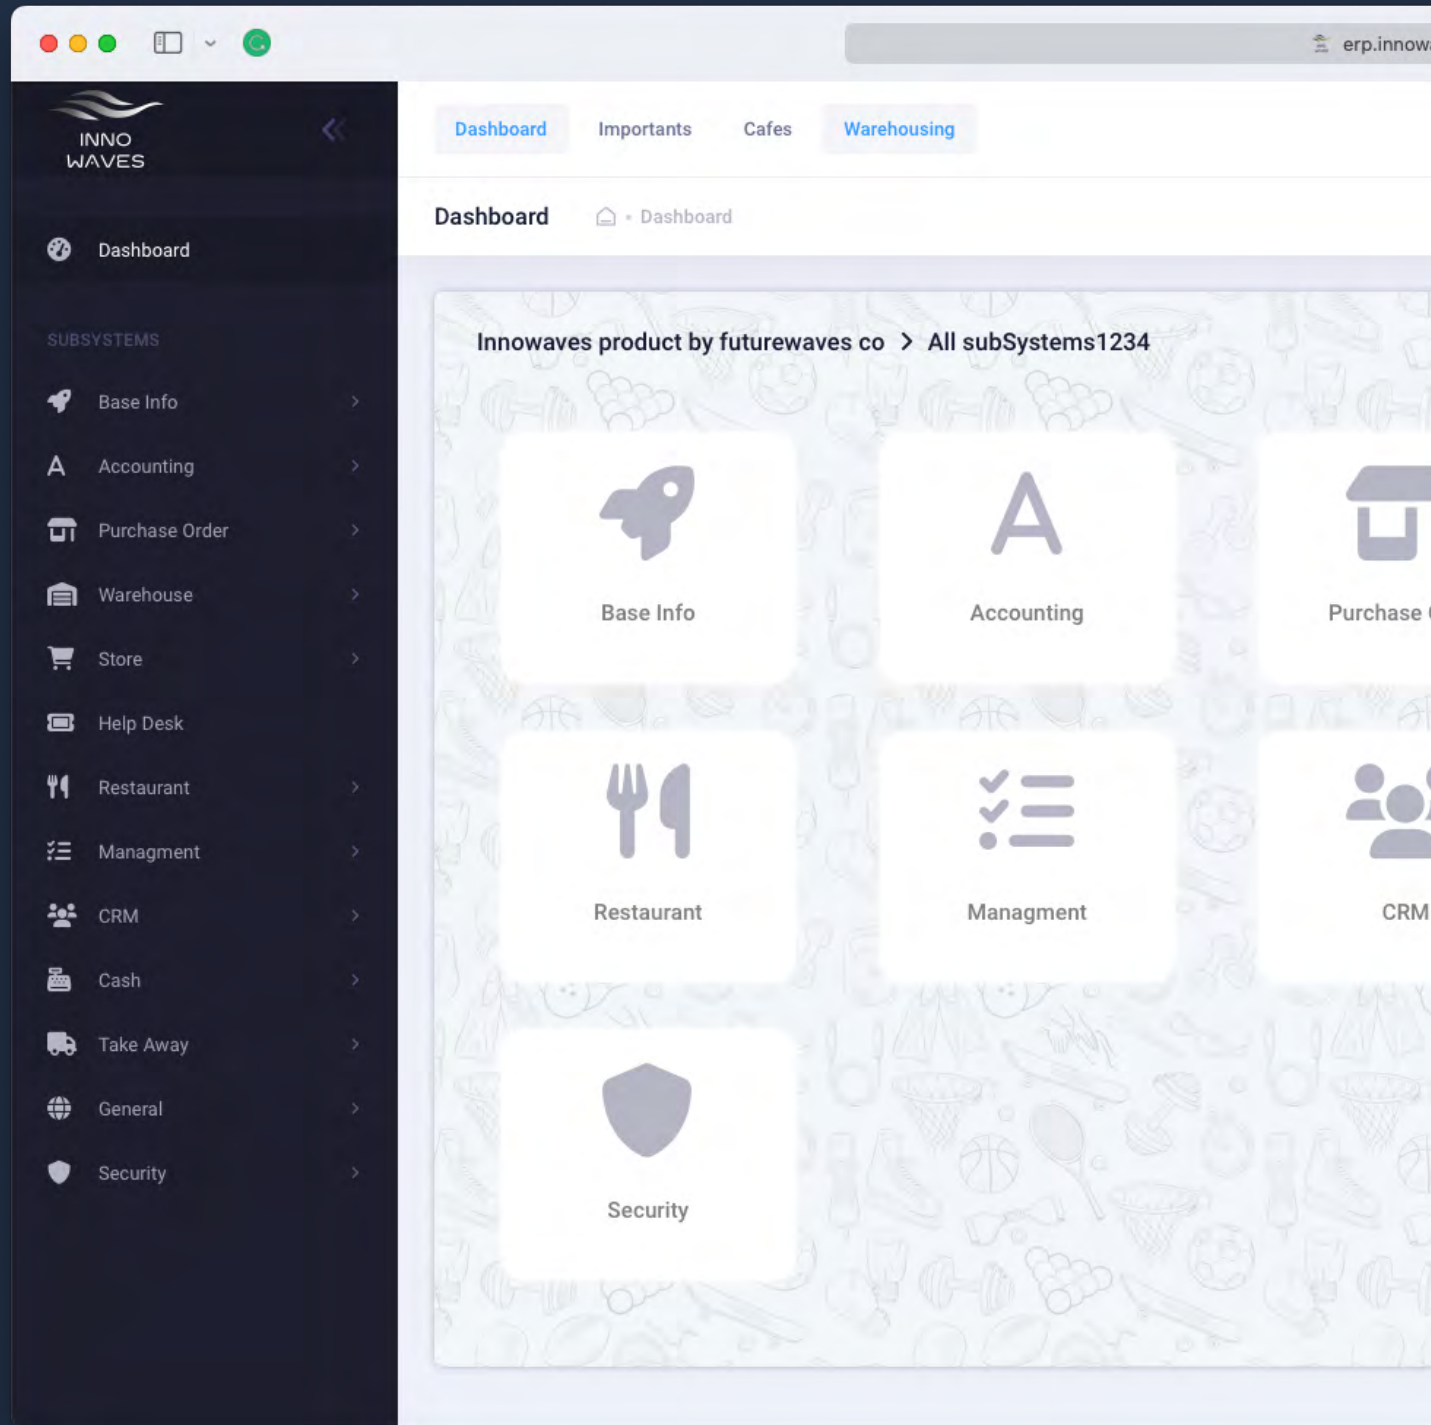 erp.innowa
INNO
WAVES
Dashboard
Importants
Cafes
Warehousing
Dashboard
Dashboard
Dashboard
SUBSYSTEMS
Base Info
Accounting
Purchase Order
Warehouse
Store
Help Desk
Restaurant
Managment
CRM
Cash
Take Away
General
Security
Innowaves product by futurewaves co > All subSystems1234
Base Info
Accounting
Purchase
Restaurant
Managment
CRM
Security